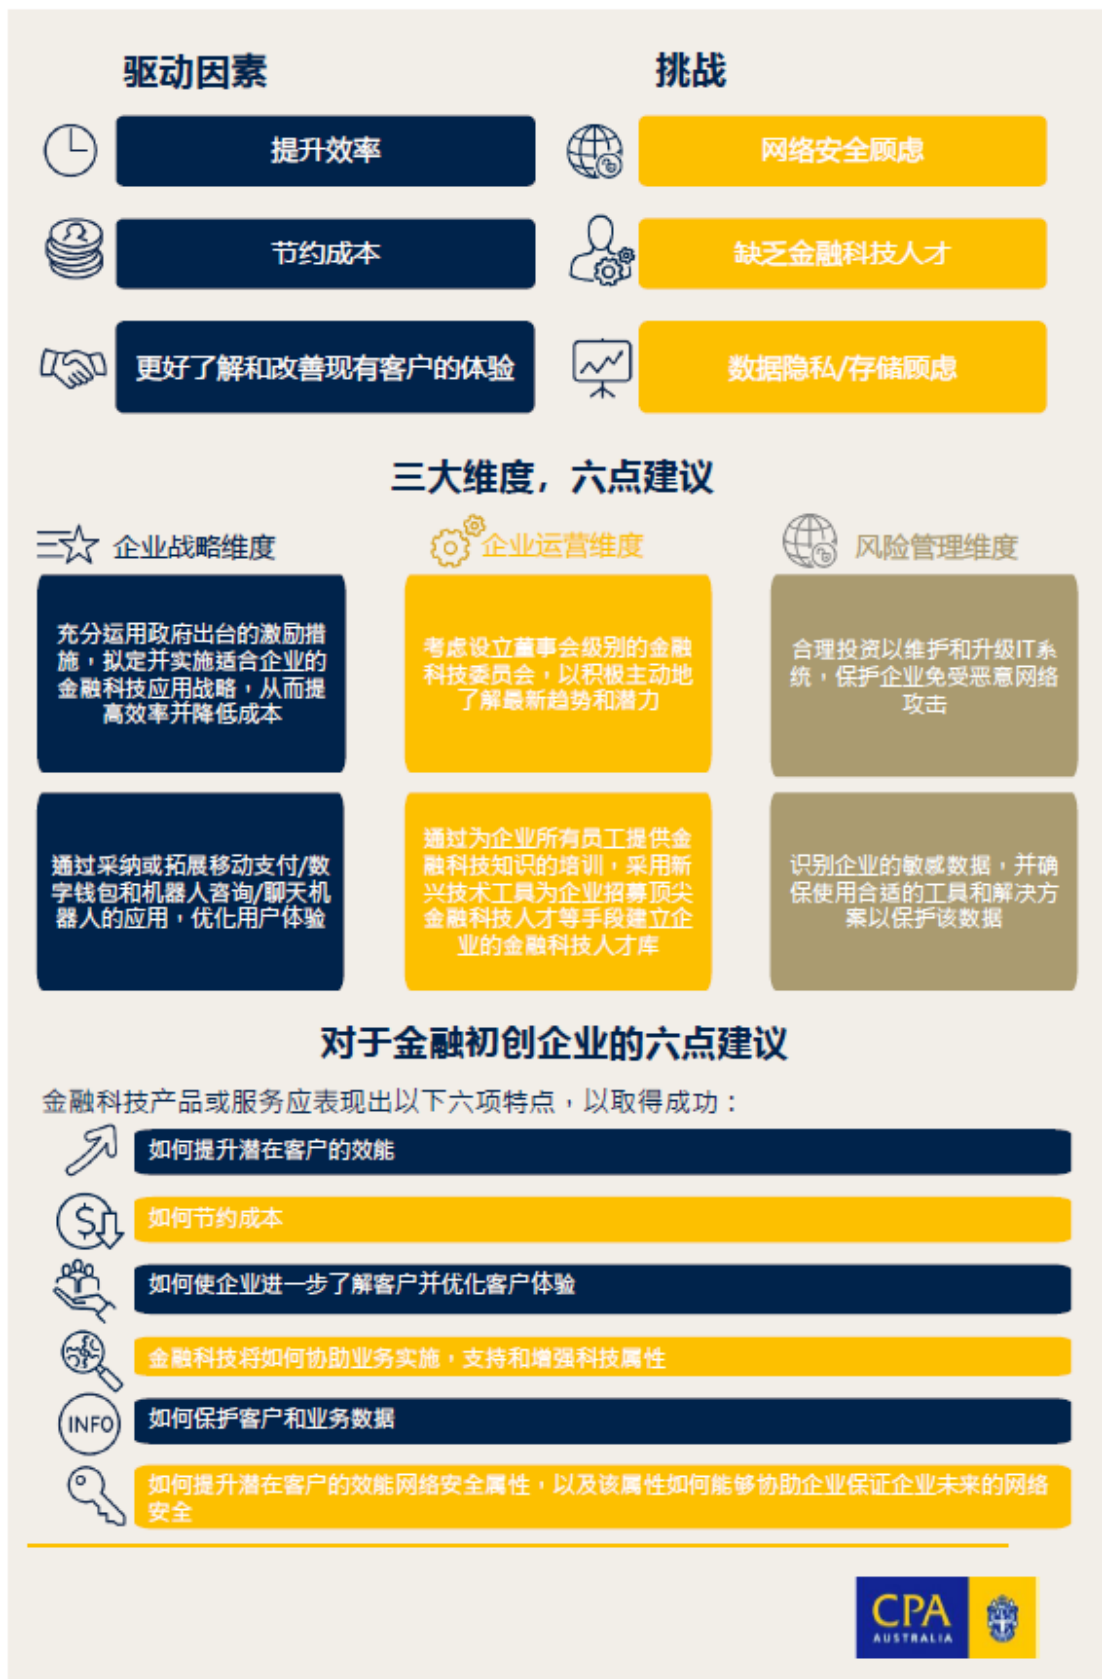 驱动因素
挑战
提升效率
网络安全顾虑
节约成本
缺乏金融科技人才
更好了解和改善现有客户的体验
数据隐私/存储顾虑
三大维度，六点建议
企业战略维度
企业运营维度
风险管理维度
充分运用政府出台的激励措
施，拟定并实施适合企业的
金融科技应用战略，从而提
高效率并降低成本
考虑设立董事会级别的金融
科技委员会，以积极主动地
了解最新趋势和潜力
合理投资以维护和升级IT系
统，保护企业免受恶意网络
攻击
通过采纳或拓展移动支付/数
字钱包和机器人咨询/聊天机
器人的应用，优化用户体验
通过为企业所有员工提供金
融科技知识的培训，采用新
兴技术工具为企业招募顶尖
金融科技人才等手段建立企
业的金融科技人才库
识别企业的敏感数据，并确
保使用合适的工具和解决方
案以保护该数据
对于金融初创企业的六点建议
金融科技产品或服务应表现出以下六项特点，以取得成功：
如何提升潜在客户的效能
如何节约成本
如何使企业进一步了解客户并优化客户体验
金融科技将如何协助业务实施，支持和增强科技属性
INFO
如何保护客户和业务数据
如何提升潜在客户的效能网络安全属性，以及该属性如何能够协助企业保证企业未来的网络
安全
CPA
AUSTRALIA